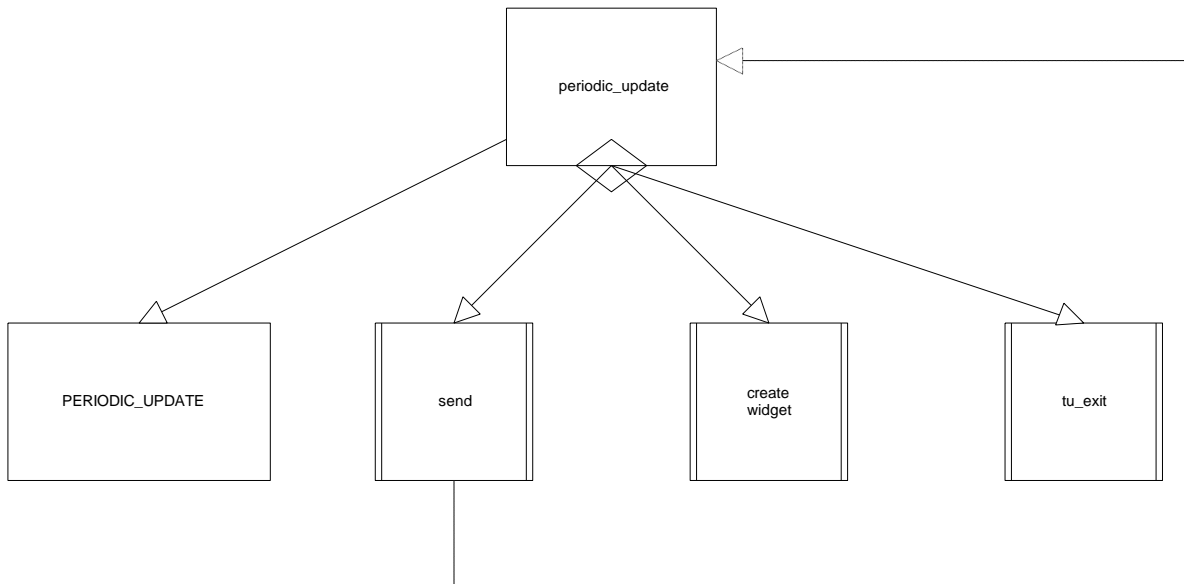 periodic_update
PERIODIC_UPDATE
send
create
widget
tu_exit